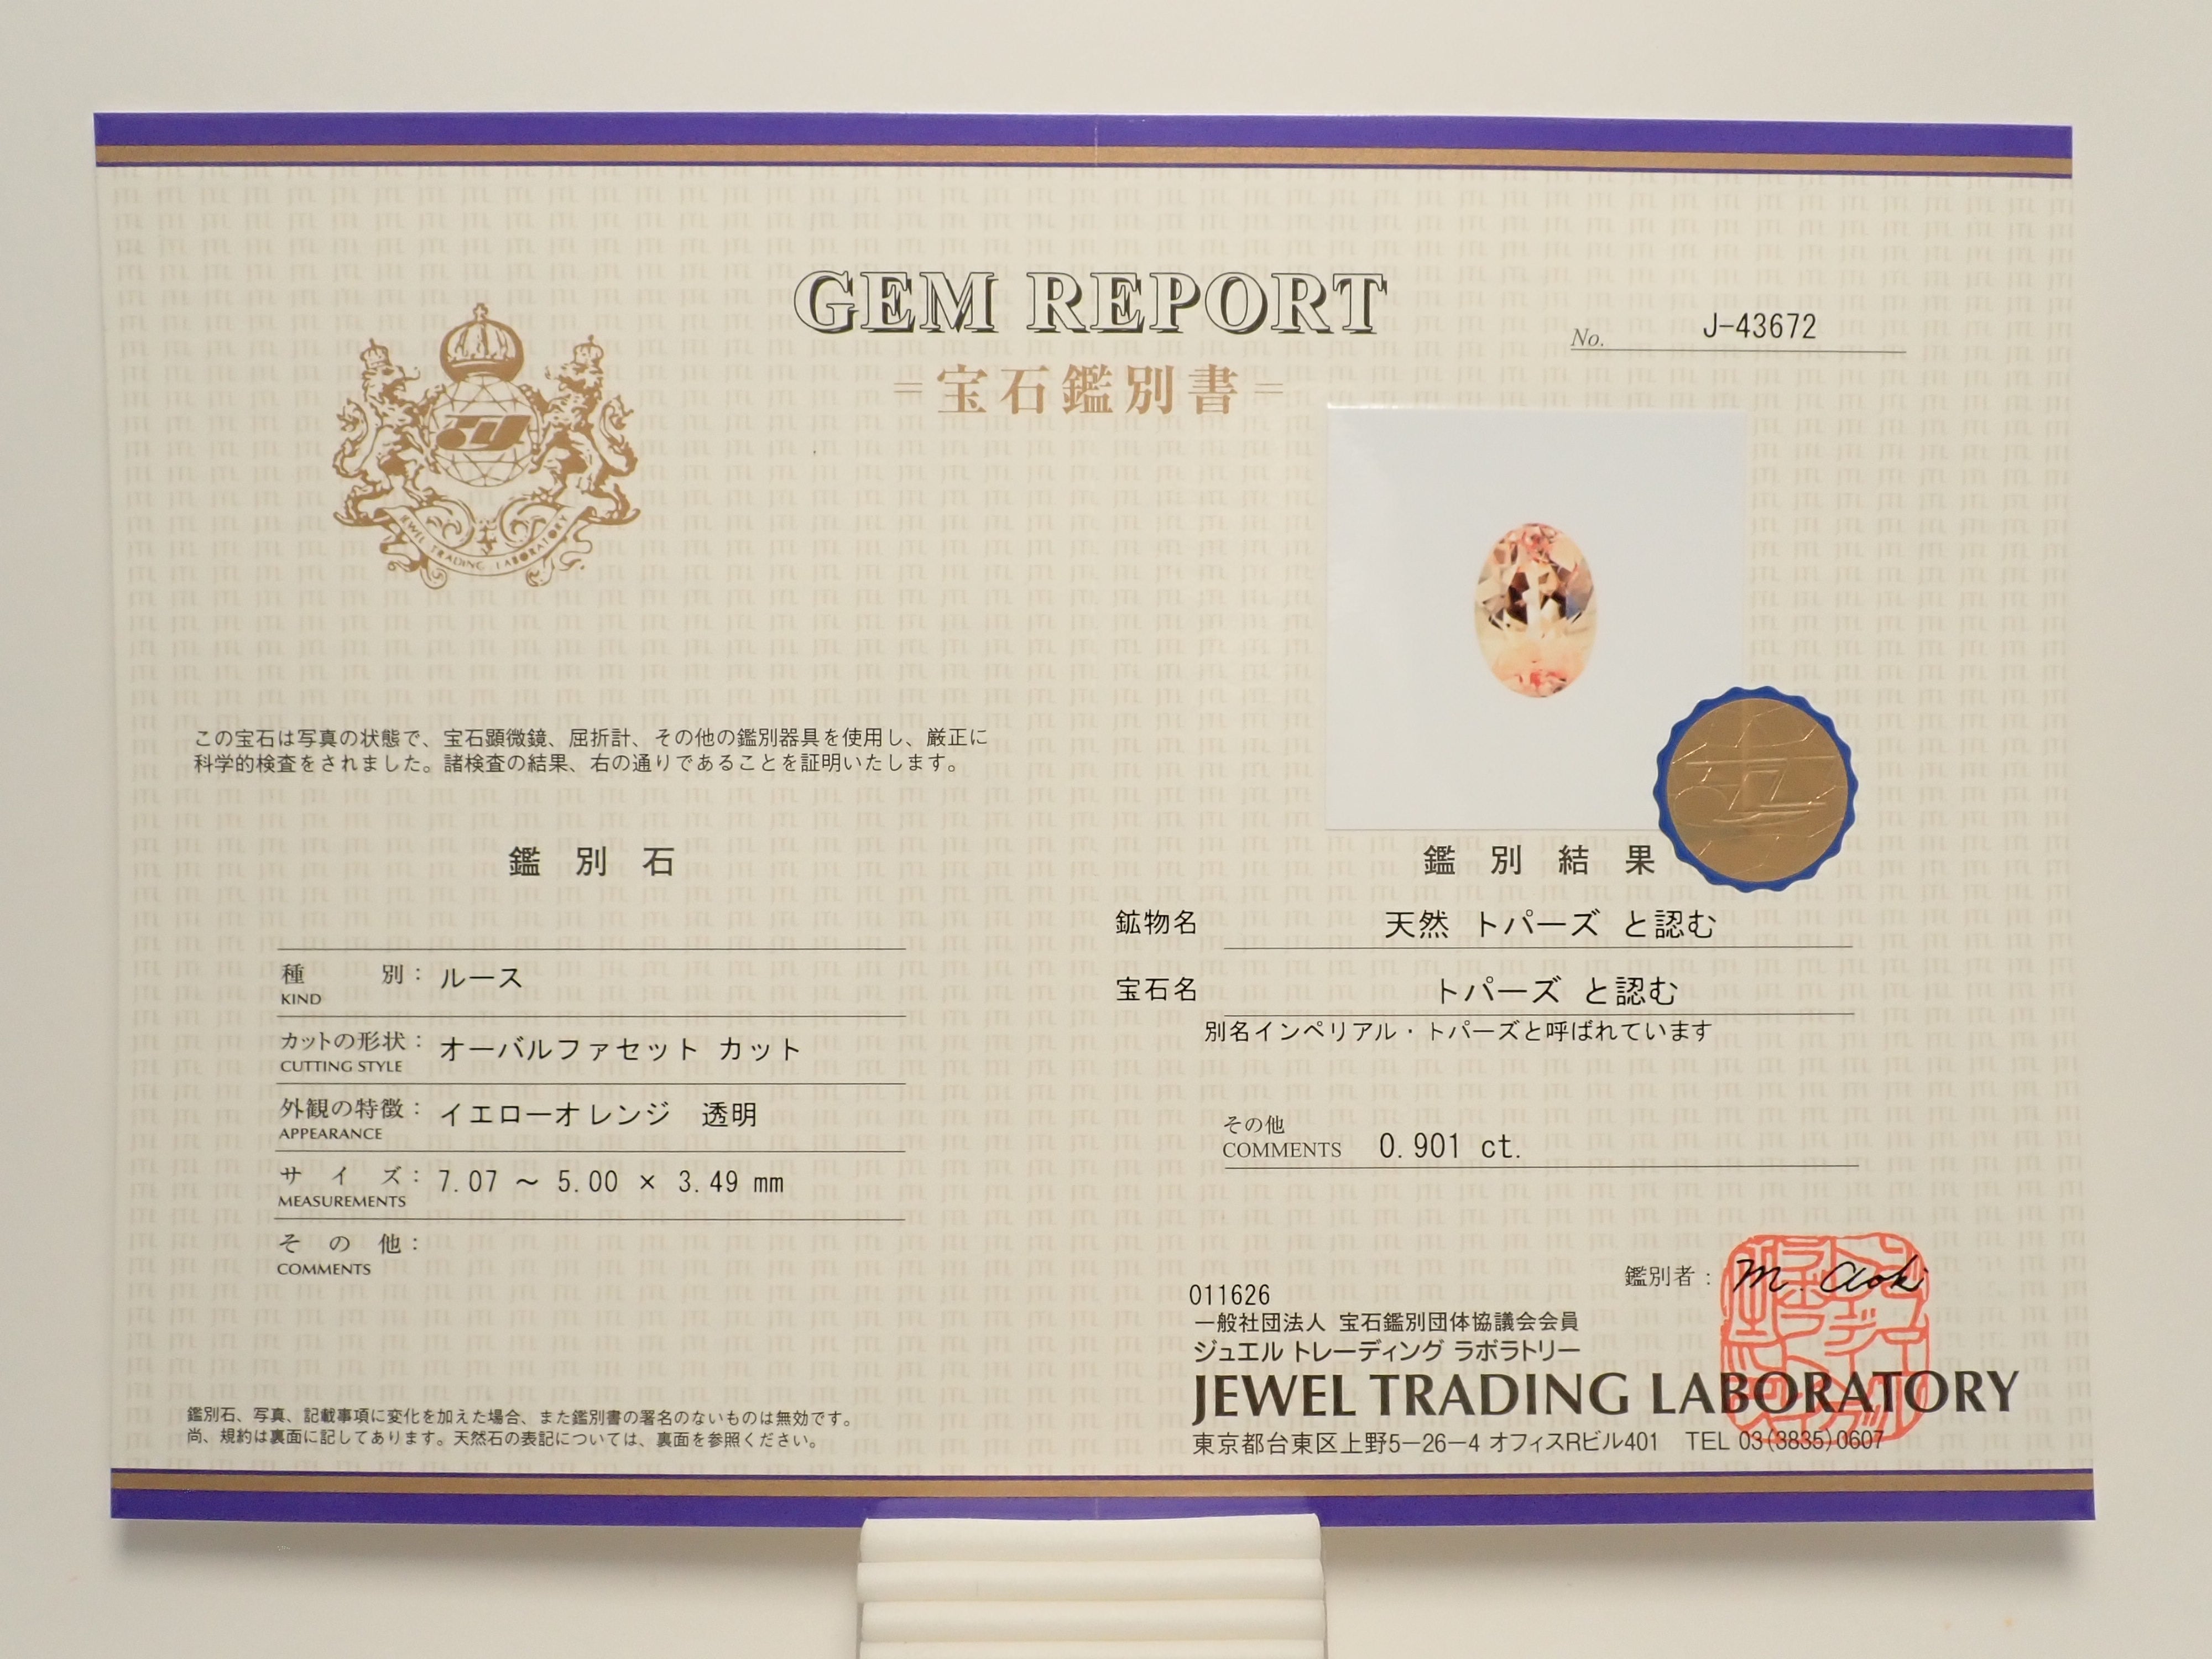 GEM REPORT
=宝石鑑別書=
No. J-43672
JEWEL TRADING LABORATORY
この宝石は写真の状態で、宝石顕微鏡、屈折計、その他の鑑別器具を使用し、厳正に
科学的検査をされました。諸検査の結果、右の通りであることを証明いたします。
鑑別石
種別: ルース
KIND
カットの形状: オーバルファセット カット
CUTTING STYLE
外観の特徴: イエローオレンジ 透明
APPEARANCE
サイズ: 7.07 ~ 5.00 × 3.49 mm
MEASUREMENTS
その他:
COMMENTS
鑑別石、写真、記載事項に変化を加えた場合、また鑑別書の署名のないものは無効です。
尚、規約は裏面に記してあります。天然石の表記については、裏面を参照ください。
鑑別結果
鉱物名 天然 トパーズ と認む
宝石名 トパーズ と認む
別名インペリアル・トパーズと呼ばれています
その他
COMMENTS 0.901 ct.
鑑別者: M. Aoki
011626
一般社団法人 宝石鑑別団体協議会会員
ジュエル トレーディング ラボラトリー
JEWEL TRADING LABORATORY
東京都台東区上野5-26-4 オフィスRビル401 TEL 03(3835)0607